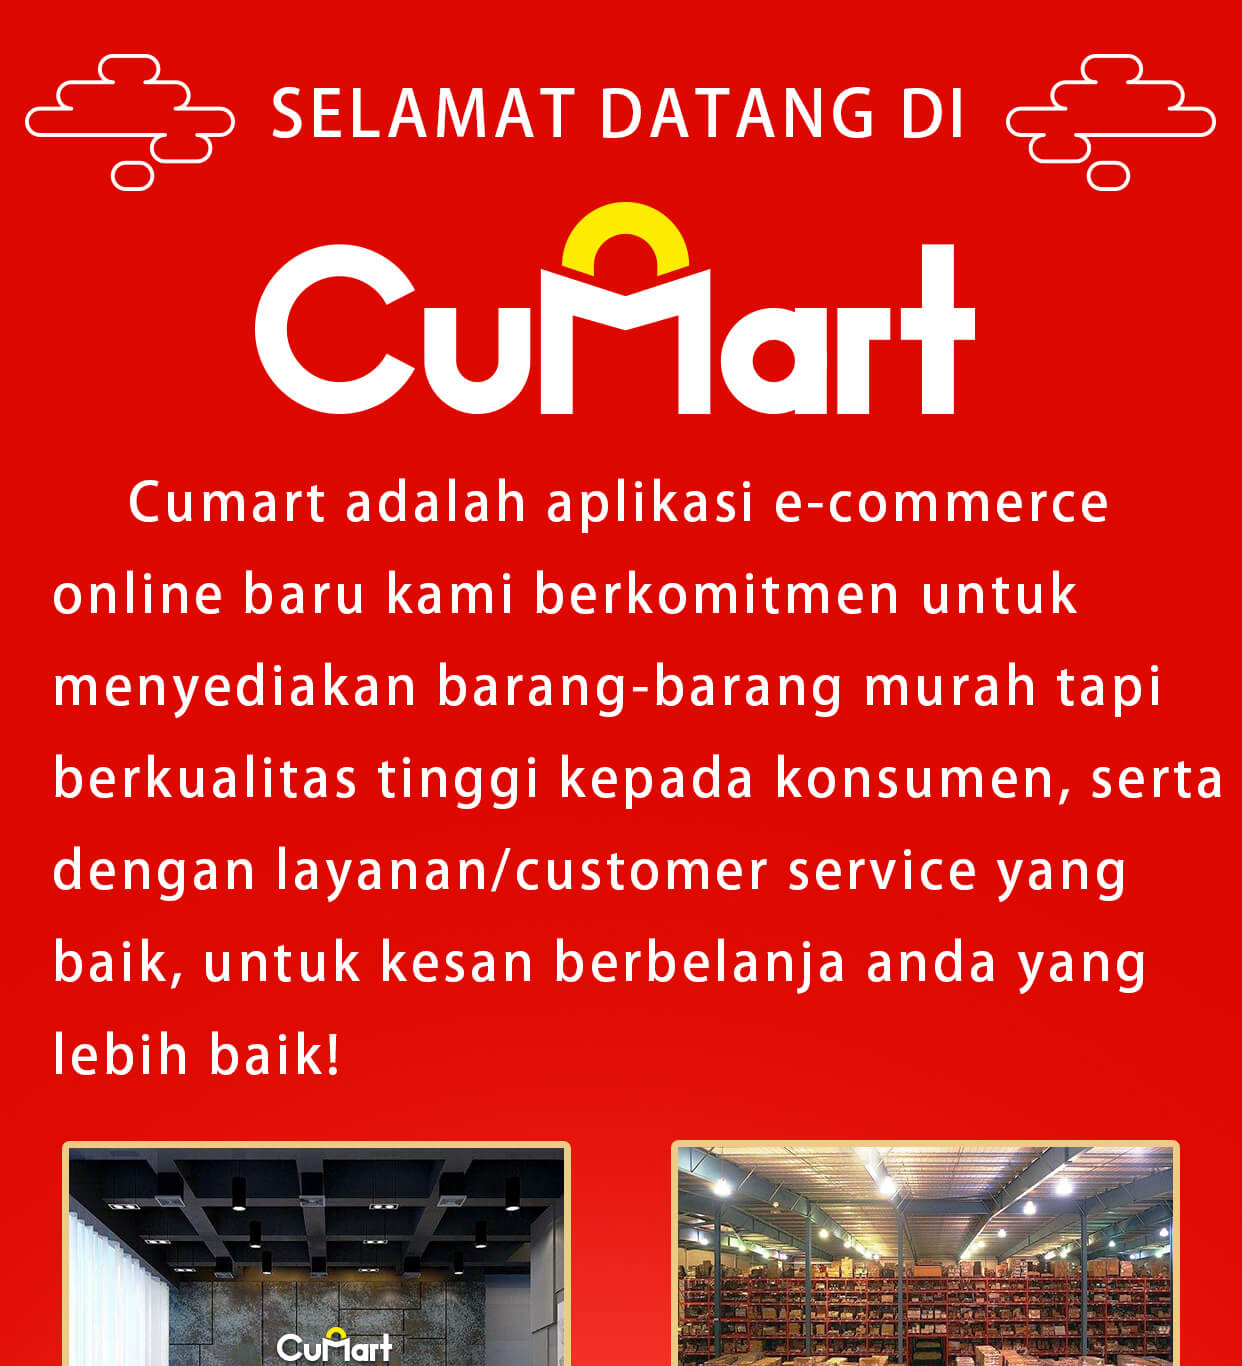 SELAMAT DATANG DI
CuMart
Cumart adalah aplikasi e-commerce
online baru kami berkomitmen untuk
menyediakan barang-barang murah tapi
berkualitas tinggi kepada konsumen, serta
dengan layanan/customer service yang
baik, untuk kesan berbelanja anda yang
lebih baik!
CuMart